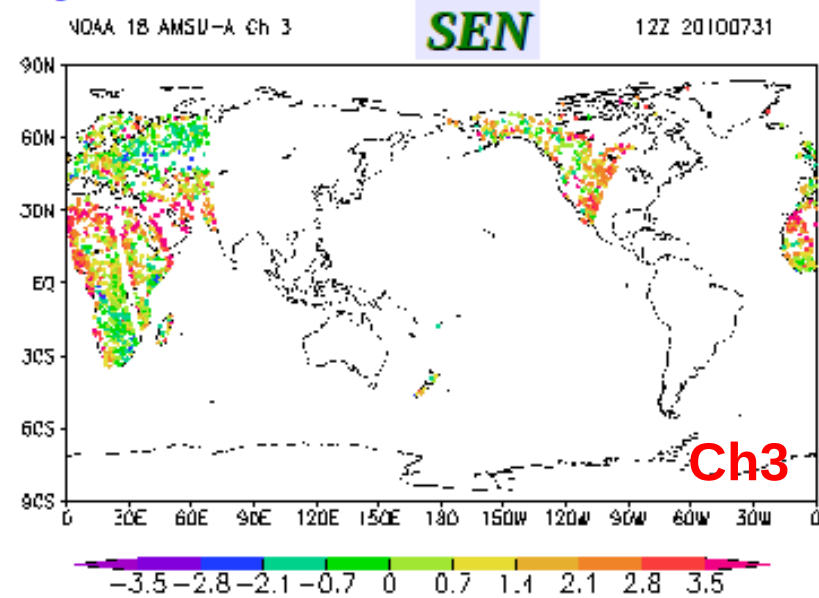 NOAA 18 AMSU-A Ch 3 SEN 12Z 20100731
90N
60N
30N
EQ
30S
60S
Ch3
90S
0 30E 60E 90E 120E 150E 180 150W 120W 90W 60W 30W 0
-3.5 -2.8 -2.1 -0.7 0 0.7 1.4 2.1 2.8 3.5